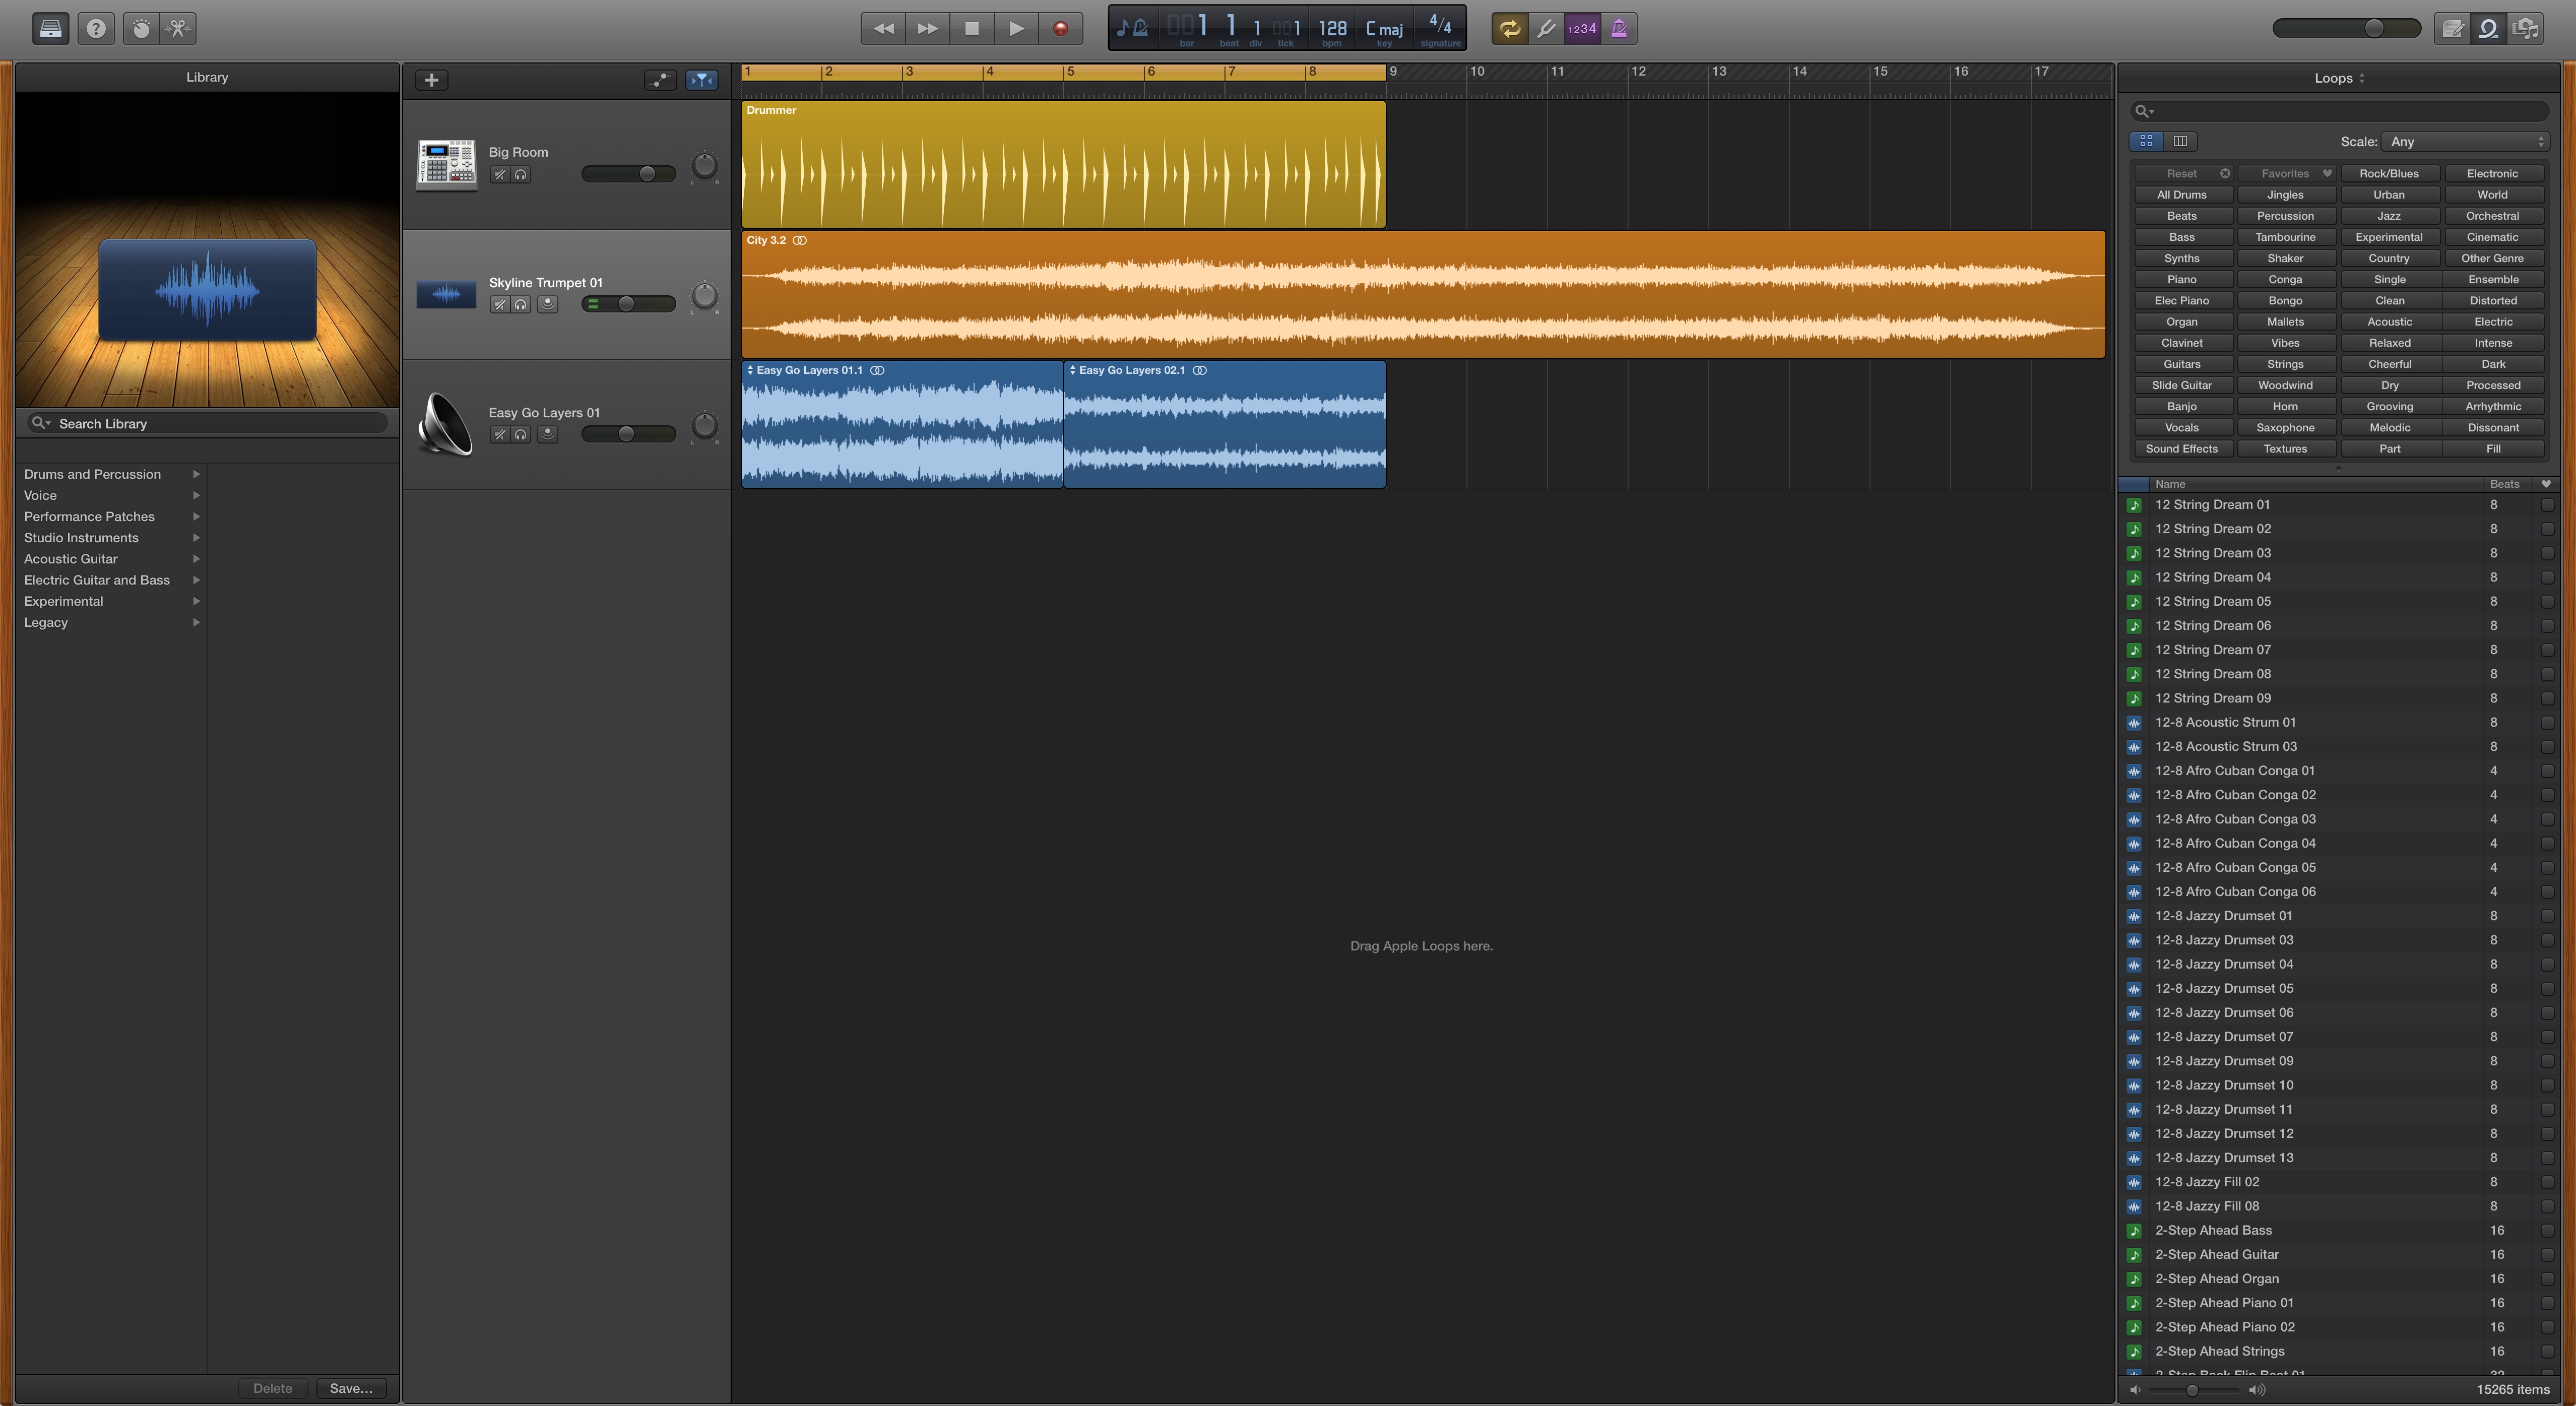 001 1 1 001 128 C maj 4/4
bar beat div tick bpm key signature
1234
Library
1 2 3 4 5 6 7 8 9 10 11 12 13 14 15 16 17
Loops
Drummer
Big Room
L R
Scale: Any
Reset Favorites Rock/Blues Electronic
All Drums Jingles Urban World
Beats Percussion Jazz Orchestral
Bass Tambourine Experimental Cinematic
Synths Shaker Country Other Genre
Piano Conga Single Ensemble
Elec Piano Bongo Clean Distorted
Organ Mallets Acoustic Electric
Clavinet Vibes Relaxed Intense
Guitars Strings Cheerful Dark
Slide Guitar Woodwind Dry Processed
Banjo Horn Grooving Arrhythmic
Vocals Saxophone Melodic Dissonant
Sound Effects Textures Part Fill
City 3.2
Skyline Trumpet 01
L R
Easy Go Layers 01.1 Easy Go Layers 02.1
Easy Go Layers 01
L R
Search Library
Drums and Percussion
Voice
Performance Patches
Studio Instruments
Acoustic Guitar
Electric Guitar and Bass
Experimental
Legacy
Drag Apple Loops here.
Name Beats
12 String Dream 01 8
12 String Dream 02 8
12 String Dream 03 8
12 String Dream 04 8
12 String Dream 05 8
12 String Dream 06 8
12 String Dream 07 8
12 String Dream 08 8
12 String Dream 09 8
12-8 Acoustic Strum 01 8
12-8 Acoustic Strum 03 8
12-8 Afro Cuban Conga 01 4
12-8 Afro Cuban Conga 02 4
12-8 Afro Cuban Conga 03 4
12-8 Afro Cuban Conga 04 4
12-8 Afro Cuban Conga 05 4
12-8 Afro Cuban Conga 06 4
12-8 Jazzy Drumset 01 8
12-8 Jazzy Drumset 03 8
12-8 Jazzy Drumset 04 8
12-8 Jazzy Drumset 05 8
12-8 Jazzy Drumset 06 8
12-8 Jazzy Drumset 07 8
12-8 Jazzy Drumset 09 8
12-8 Jazzy Drumset 10 8
12-8 Jazzy Drumset 11 8
12-8 Jazzy Drumset 12 8
12-8 Jazzy Drumset 13 8
12-8 Jazzy Fill 02 8
12-8 Jazzy Fill 08 8
2-Step Ahead Bass 16
2-Step Ahead Guitar 16
2-Step Ahead Organ 16
2-Step Ahead Piano 01 16
2-Step Ahead Piano 02 16
2-Step Ahead Strings 16
Delete Save...
15265 items